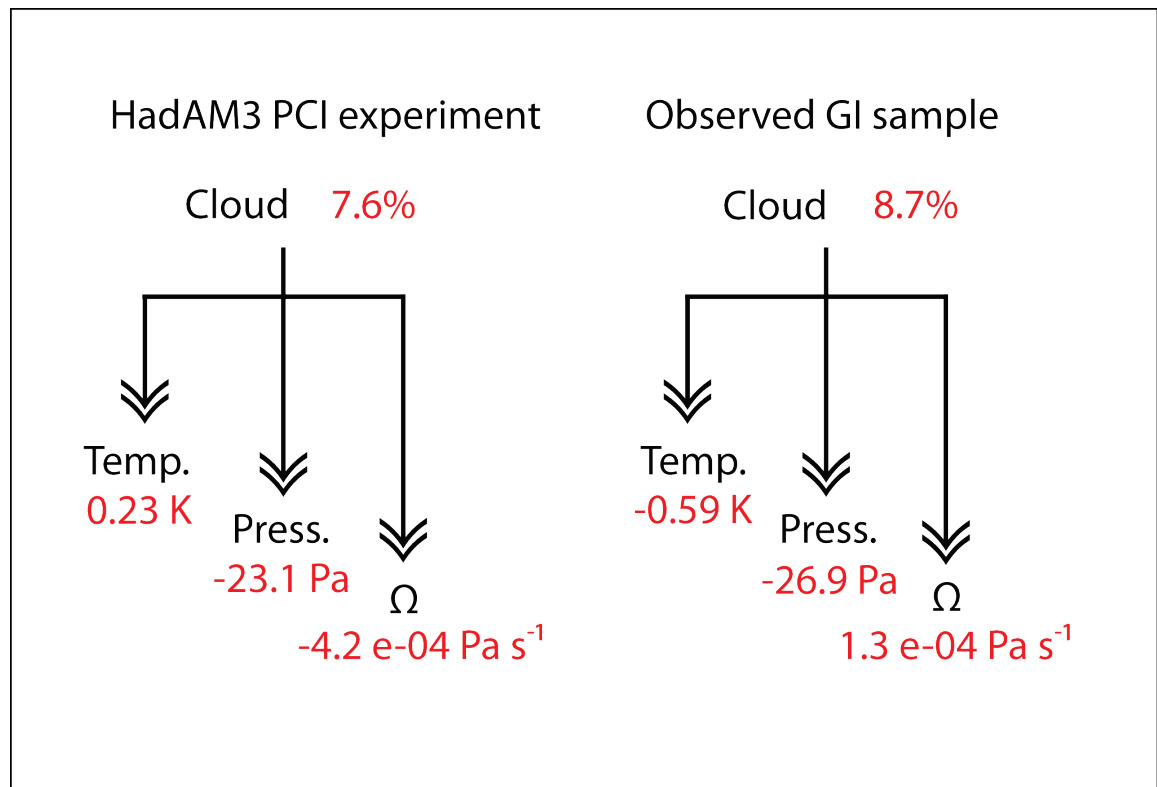 HadAM3 PCI experiment
Cloud 7.6%
Temp.
0.23 K
Press.
-23.1 Pa
Ω
-4.2 e-04 Pa s⁻¹
Observed GI sample
Cloud 8.7%
Temp.
-0.59 K
Press.
-26.9 Pa
Ω
1.3 e-04 Pa s⁻¹